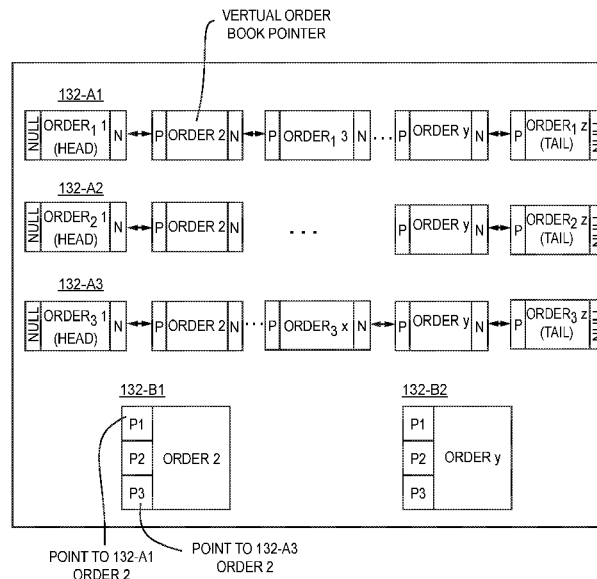 VERTUAL ORDER
BOOK POINTER
132-A1
NULL ORDER₁ 1 (HEAD) N P ORDER 2 N P ORDER₁ 3 N ... P ORDER y N P ORDER₁ z (TAIL) NULL
132-A2
NULL ORDER₂ 1 (HEAD) N P ORDER 2 N ... P ORDER y N P ORDER₂ z (TAIL) NULL
132-A3
NULL ORDER₃ 1 (HEAD) N P ORDER 2 N ... P ORDER₃ x N P ORDER y N P ORDER₃ z (TAIL) NULL
132-B1 132-B2
P1 P1
P2 ORDER 2 P2 ORDER y
P3 P3
POINT TO 132-A1 POINT TO 132-A3
ORDER 2 ORDER 2